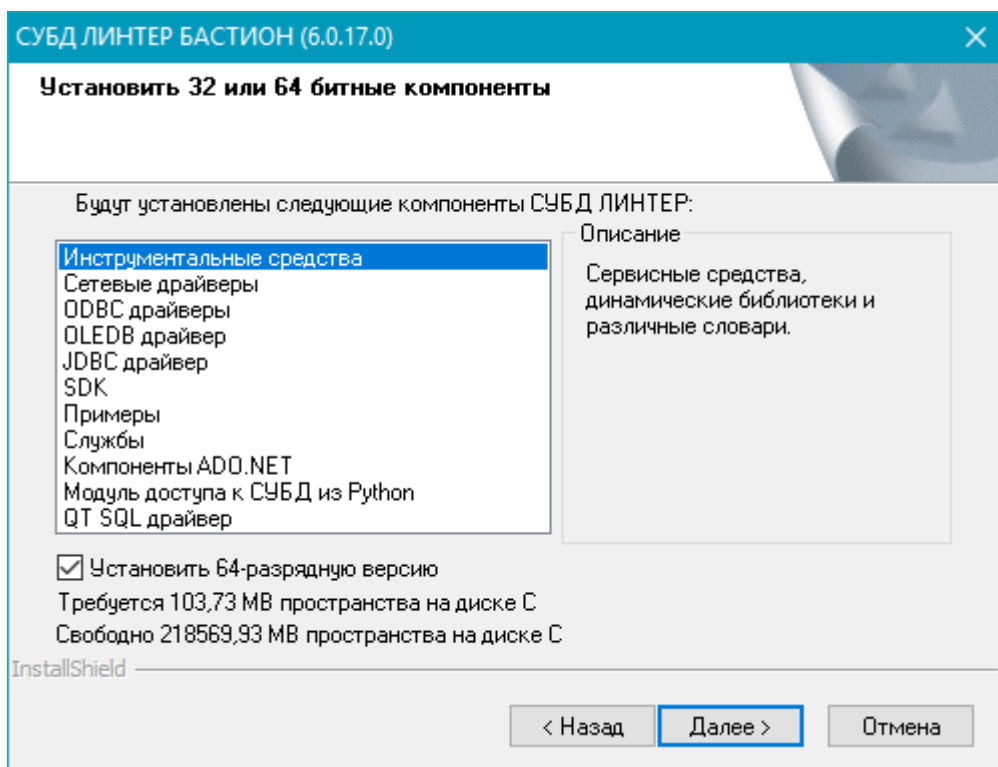 СУБД ЛИНТЕР БАСТИОН (6.0.17.0)
Установить 32 или 64 битные компоненты
Будут установлены следующие компоненты СУБД ЛИНТЕР:
Инструментальные средства
Сетевые драйверы
ODBC драйверы
OLEDB драйвер
JDBC драйвер
SDK
Примеры
Службы
Компоненты ADO.NET
Модуль доступа к СУБД из Python
QT SQL драйвер
Описание
Сервисные средства,
динамические библиотеки и
различные словари.
Установить 64-разрядную версию
Требуется 103,73 MB пространства на диске C
Свободно 218569,93 MB пространства на диске C
InstallShield
< Назад
Далее >
Отмена